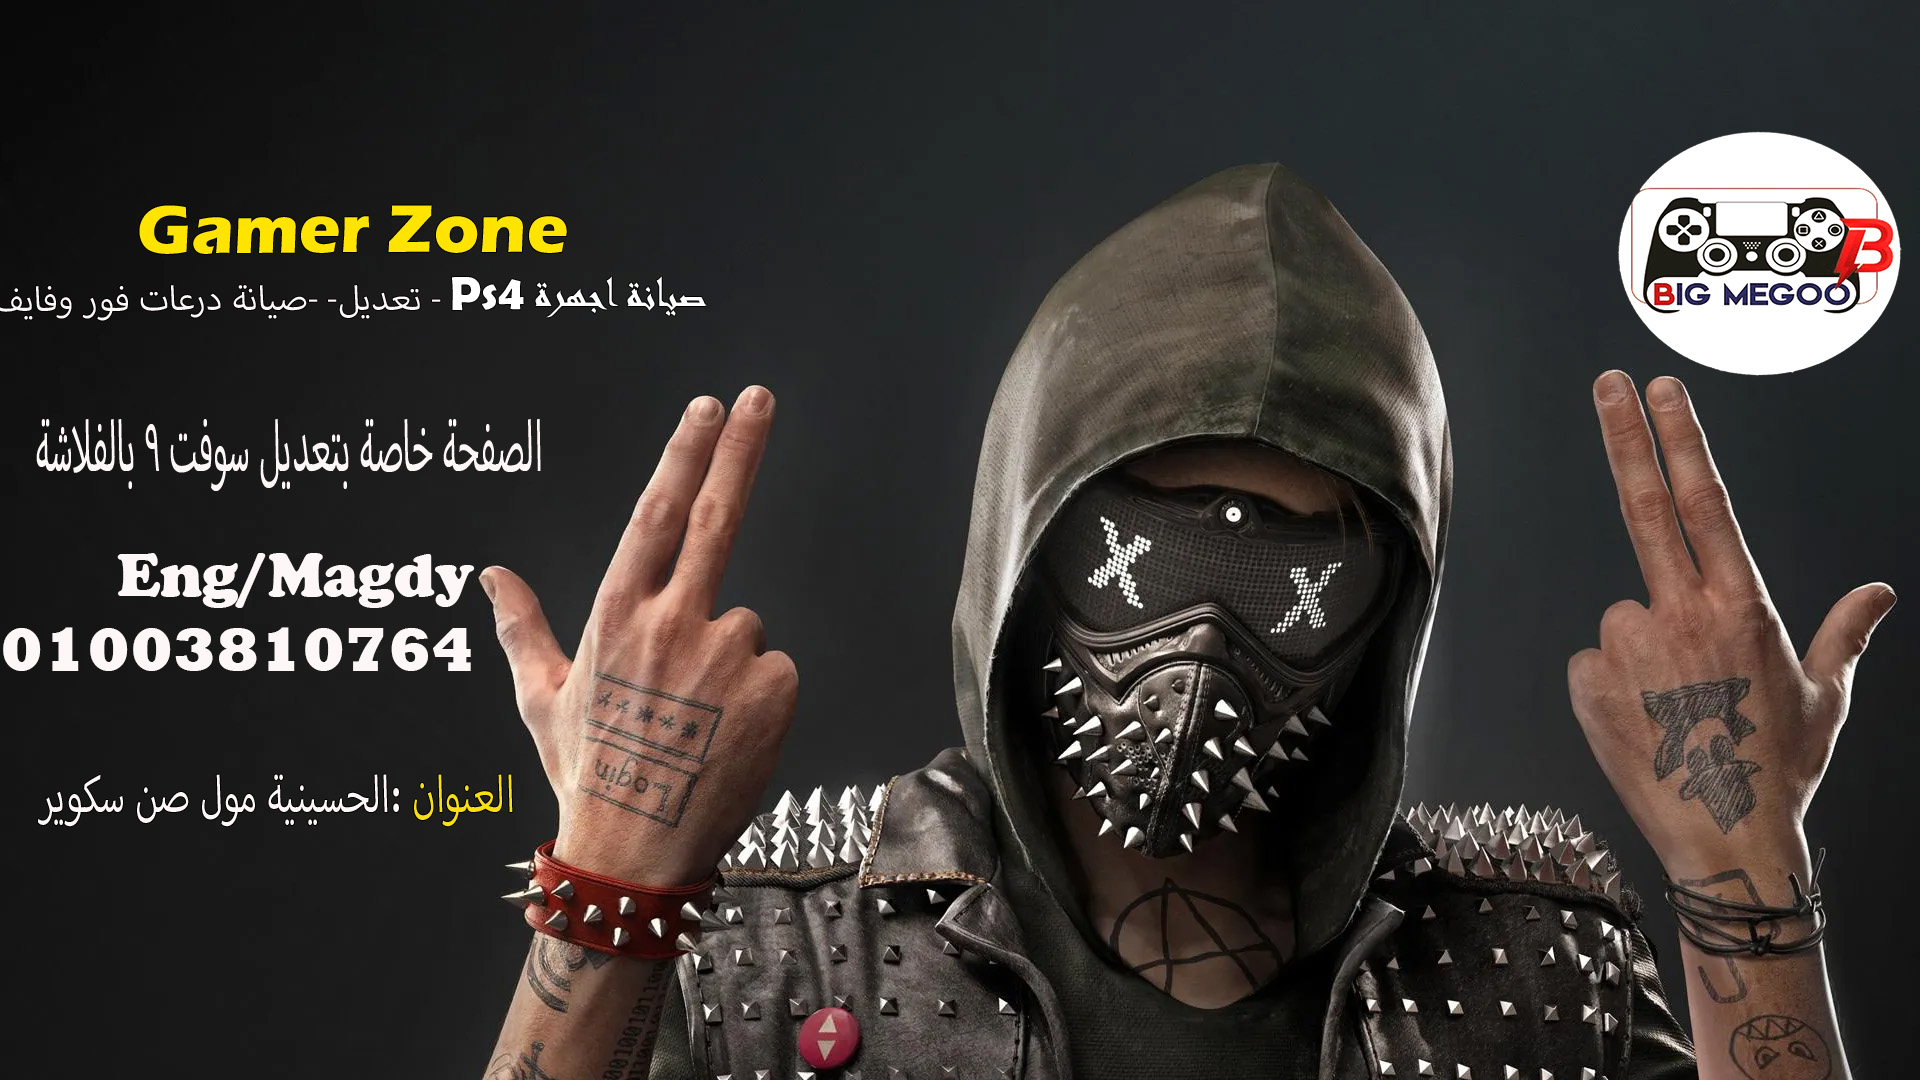 Gamer Zone
صيانة اجهزة Ps4 - تعديل- -صيانة درعات فور وفايف
الصفحة خاصة بتعديل سوفت ٩ بالفلاشة
Eng/Magdy
01003810764
العنوان :الحسينية مول صن سكوير
B
BIG MEGOO
*****
Login